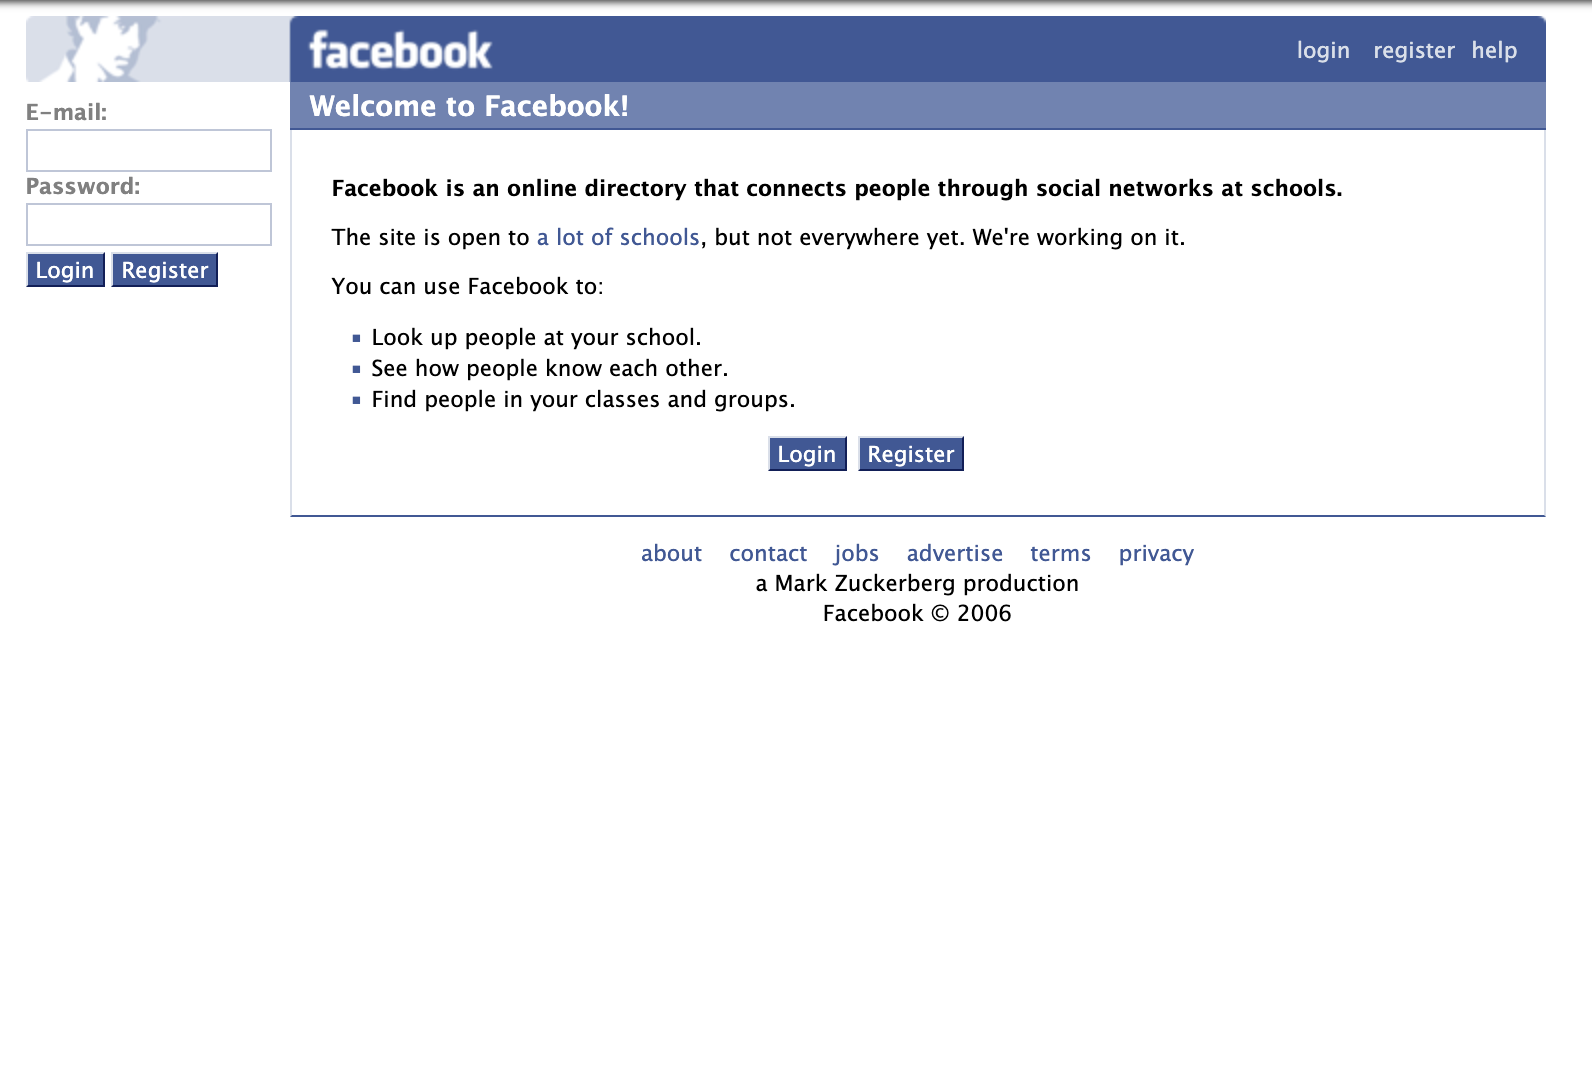 facebook
login register help
Welcome to Facebook!
E-mail:
Password:
Login Register
Facebook is an online directory that connects people through social networks at schools.
The site is open to a lot of schools, but not everywhere yet. We're working on it.
You can use Facebook to:
Look up people at your school.
See how people know each other.
Find people in your classes and groups.
Login Register
about contact jobs advertise terms privacy
a Mark Zuckerberg production
Facebook © 2006